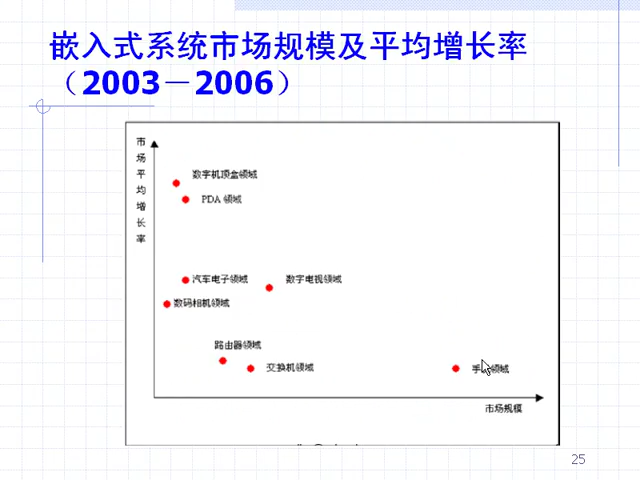 嵌入式系统市场规模及平均增长率
（2003－2006）
市场平均增长率
数字机顶盒领域
PDA 领域
汽车电子领域
数字电视领域
数码相机领域
路由器领域
交换机领域
手 领域
市场规模
25